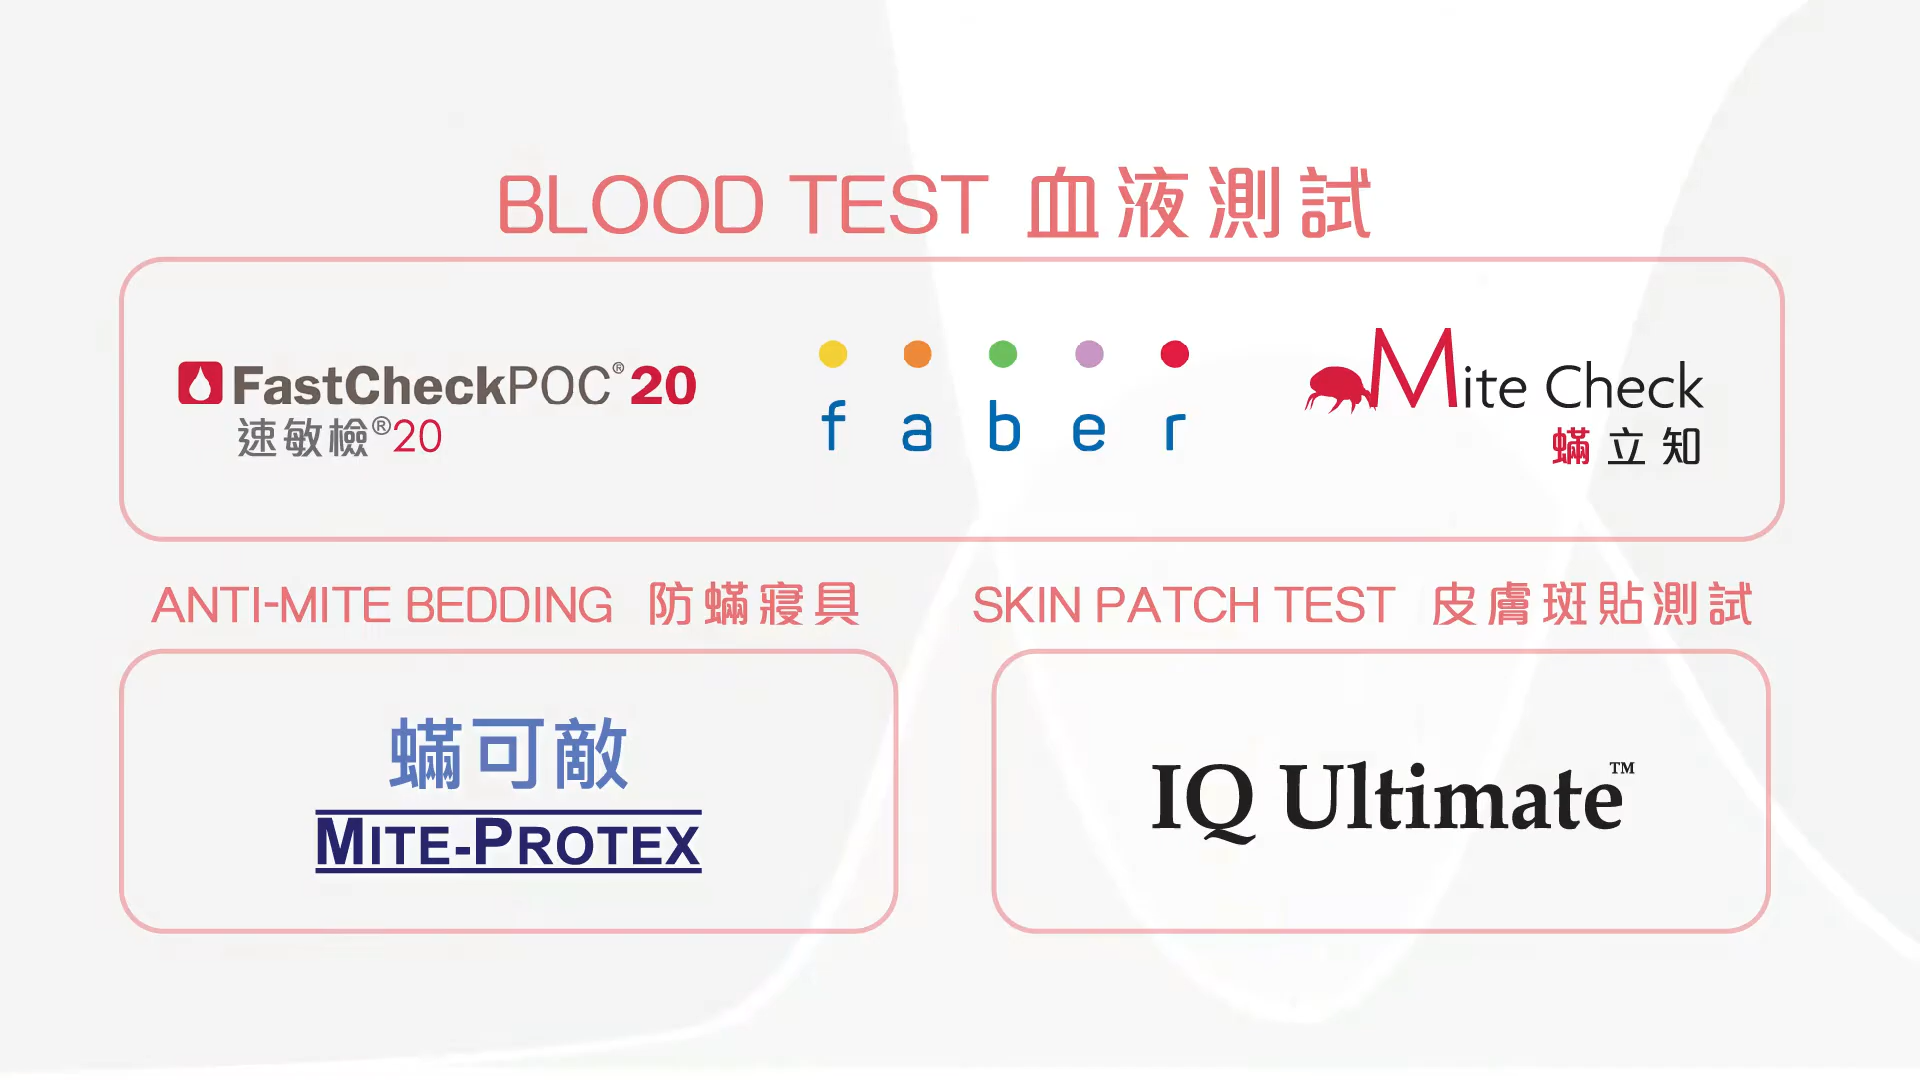 BLOOD TEST 血液測試
FastCheckPOC®20
速敏檢®20
faber
Mite Check
蟎立知
ANTI-MITE BEDDING 防蟎寢具
SKIN PATCH TEST 皮膚斑貼測試
蟎可敵
MITE-PROTEX
IQ Ultimate™